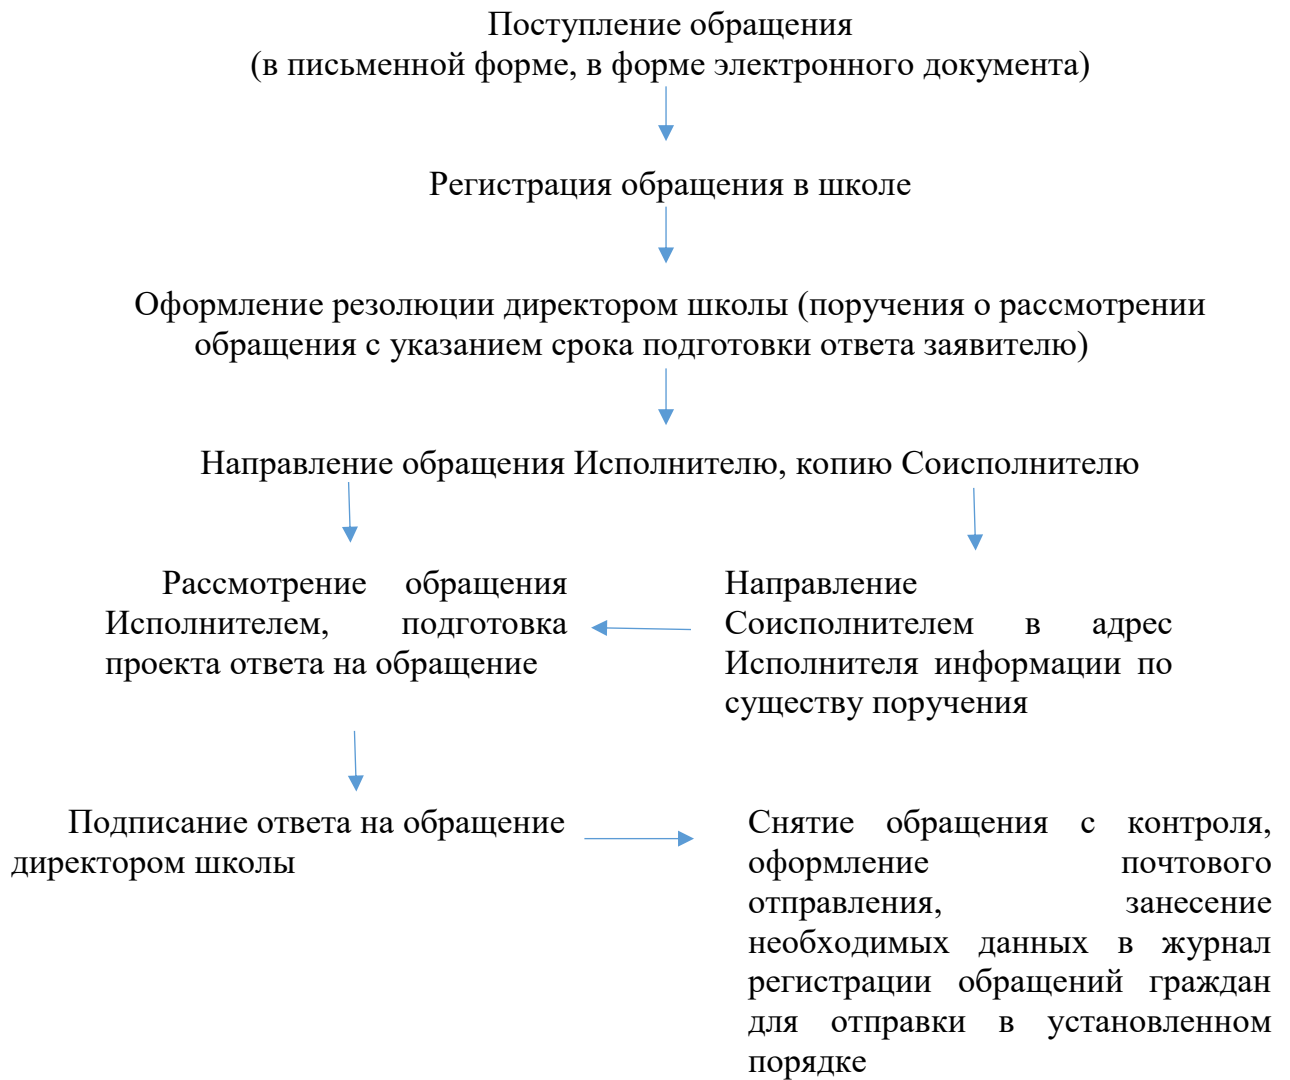 Поступление обращения
(в письменной форме, в форме электронного документа)
Регистрация обращения в школе
Оформление резолюции директором школы (поручения о рассмотрении
обращения с указанием срока подготовки ответа заявителю)
Направление обращения Исполнителю, копию Соисполнителю
Рассмотрение обращения
Исполнителем, подготовка
проекта ответа на обращение
Направление
Соисполнителем в адрес
Исполнителя информации по
существу поручения
Подписание ответа на обращение
директором школы
Снятие обращения с контроля,
оформление почтового
отправления, занесение
необходимых данных в журнал
регистрации обращений граждан
для отправки в установленном
порядке